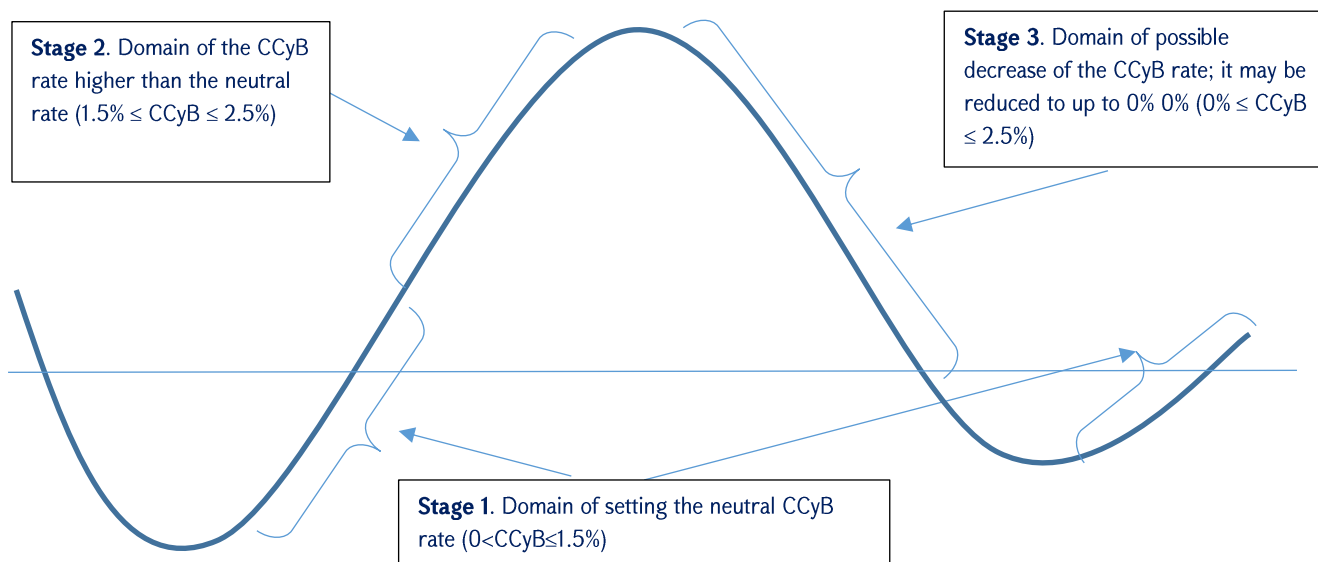 Stage 2. Domain of the CCyB
rate higher than the neutral
rate (1.5% ≤ CCyB ≤ 2.5%)
Stage 3. Domain of possible
decrease of the CCyB rate; it may be
reduced to up to 0% 0% (0% ≤ CCyB
≤ 2.5%)
Stage 1. Domain of setting the neutral CCyB
rate (0<CCyB≤1.5%)